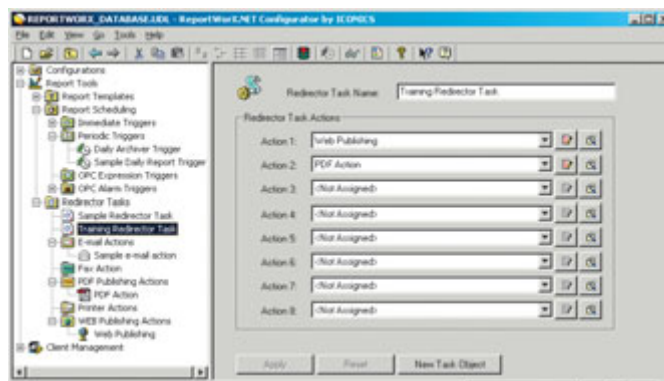 REPORTWORX_DATABASE.UDL - ReportWorX.NET Configurator by ICONICS
File Edit View Go Tools Help
Configurations
Report Tools
Report Templates
Report Scheduling
Immediate Triggers
Periodic Triggers
Daily Archiver Trigger
Sample Daily Report Trigger
OPC Expression Triggers
OPC Alarm Triggers
Redirector Tasks
Sample Redirector Task
Training Redirector Task
E-mail Actions
Sample e-mail action
Fax Action
PDF Publishing Actions
PDF Action
Printer Actions
WEB Publishing Actions
Web Publishing
Client Management
Redirector Task Name: Training Redirector Task
Redirector Task Actions
Action 1: Web Publishing
Action 2: PDF Action
Action 3: <Not Assigned>
Action 4: <Not Assigned>
Action 5: <Not Assigned>
Action 6: <Not Assigned>
Action 7: <Not Assigned>
Action 8: <Not Assigned>
Apply Reset New Task Object